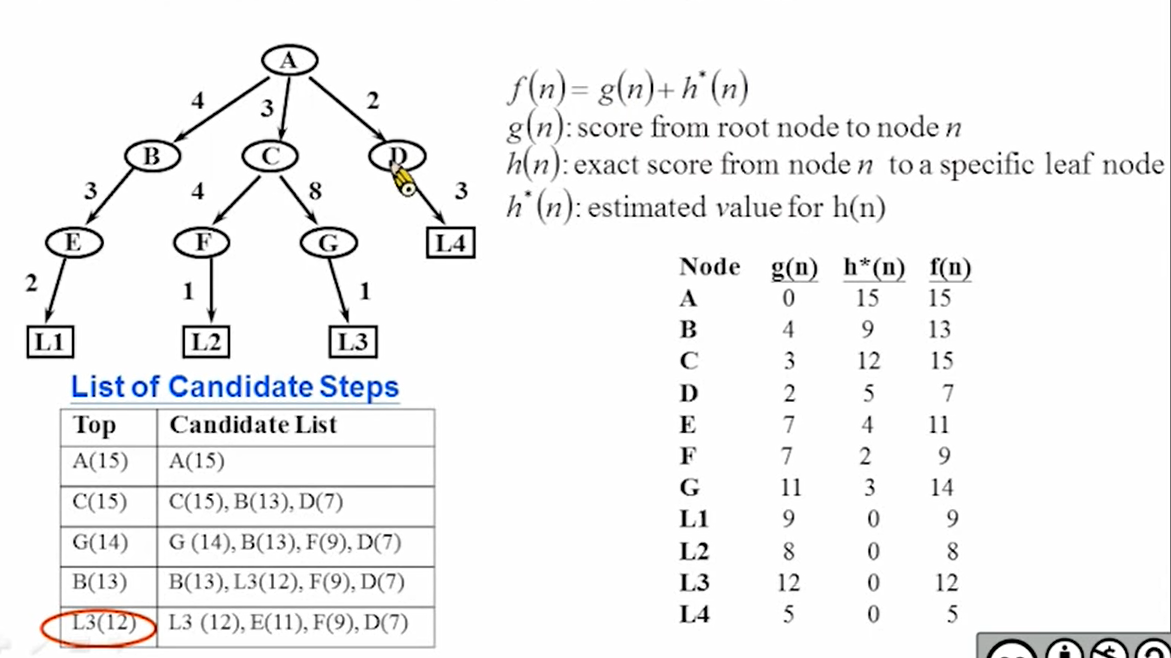 A
4
3
2
B
C
D
3
4
8
3
E
F
G
L4
2
1
1
L1
L2
L3
f(n)= g(n)+ h*(n)
g(n): score from root node to node n
h(n): exact score from node n to a specific leaf node
h*(n): estimated value for h(n)
List of Candidate Steps
Top Candidate List
A(15) A(15)
C(15) C(15), B(13), D(7)
G(14) G (14), B(13), F(9), D(7)
B(13) B(13), L3(12), F(9), D(7)
L3(12) L3 (12), E(11), F(9), D(7)
Node g(n) h*(n) f(n)
A 0 15 15
B 4 9 13
C 3 12 15
D 2 5 7
E 7 4 11
F 7 2 9
G 11 3 14
L1 9 0 9
L2 8 0 8
L3 12 0 12
L4 5 0 5